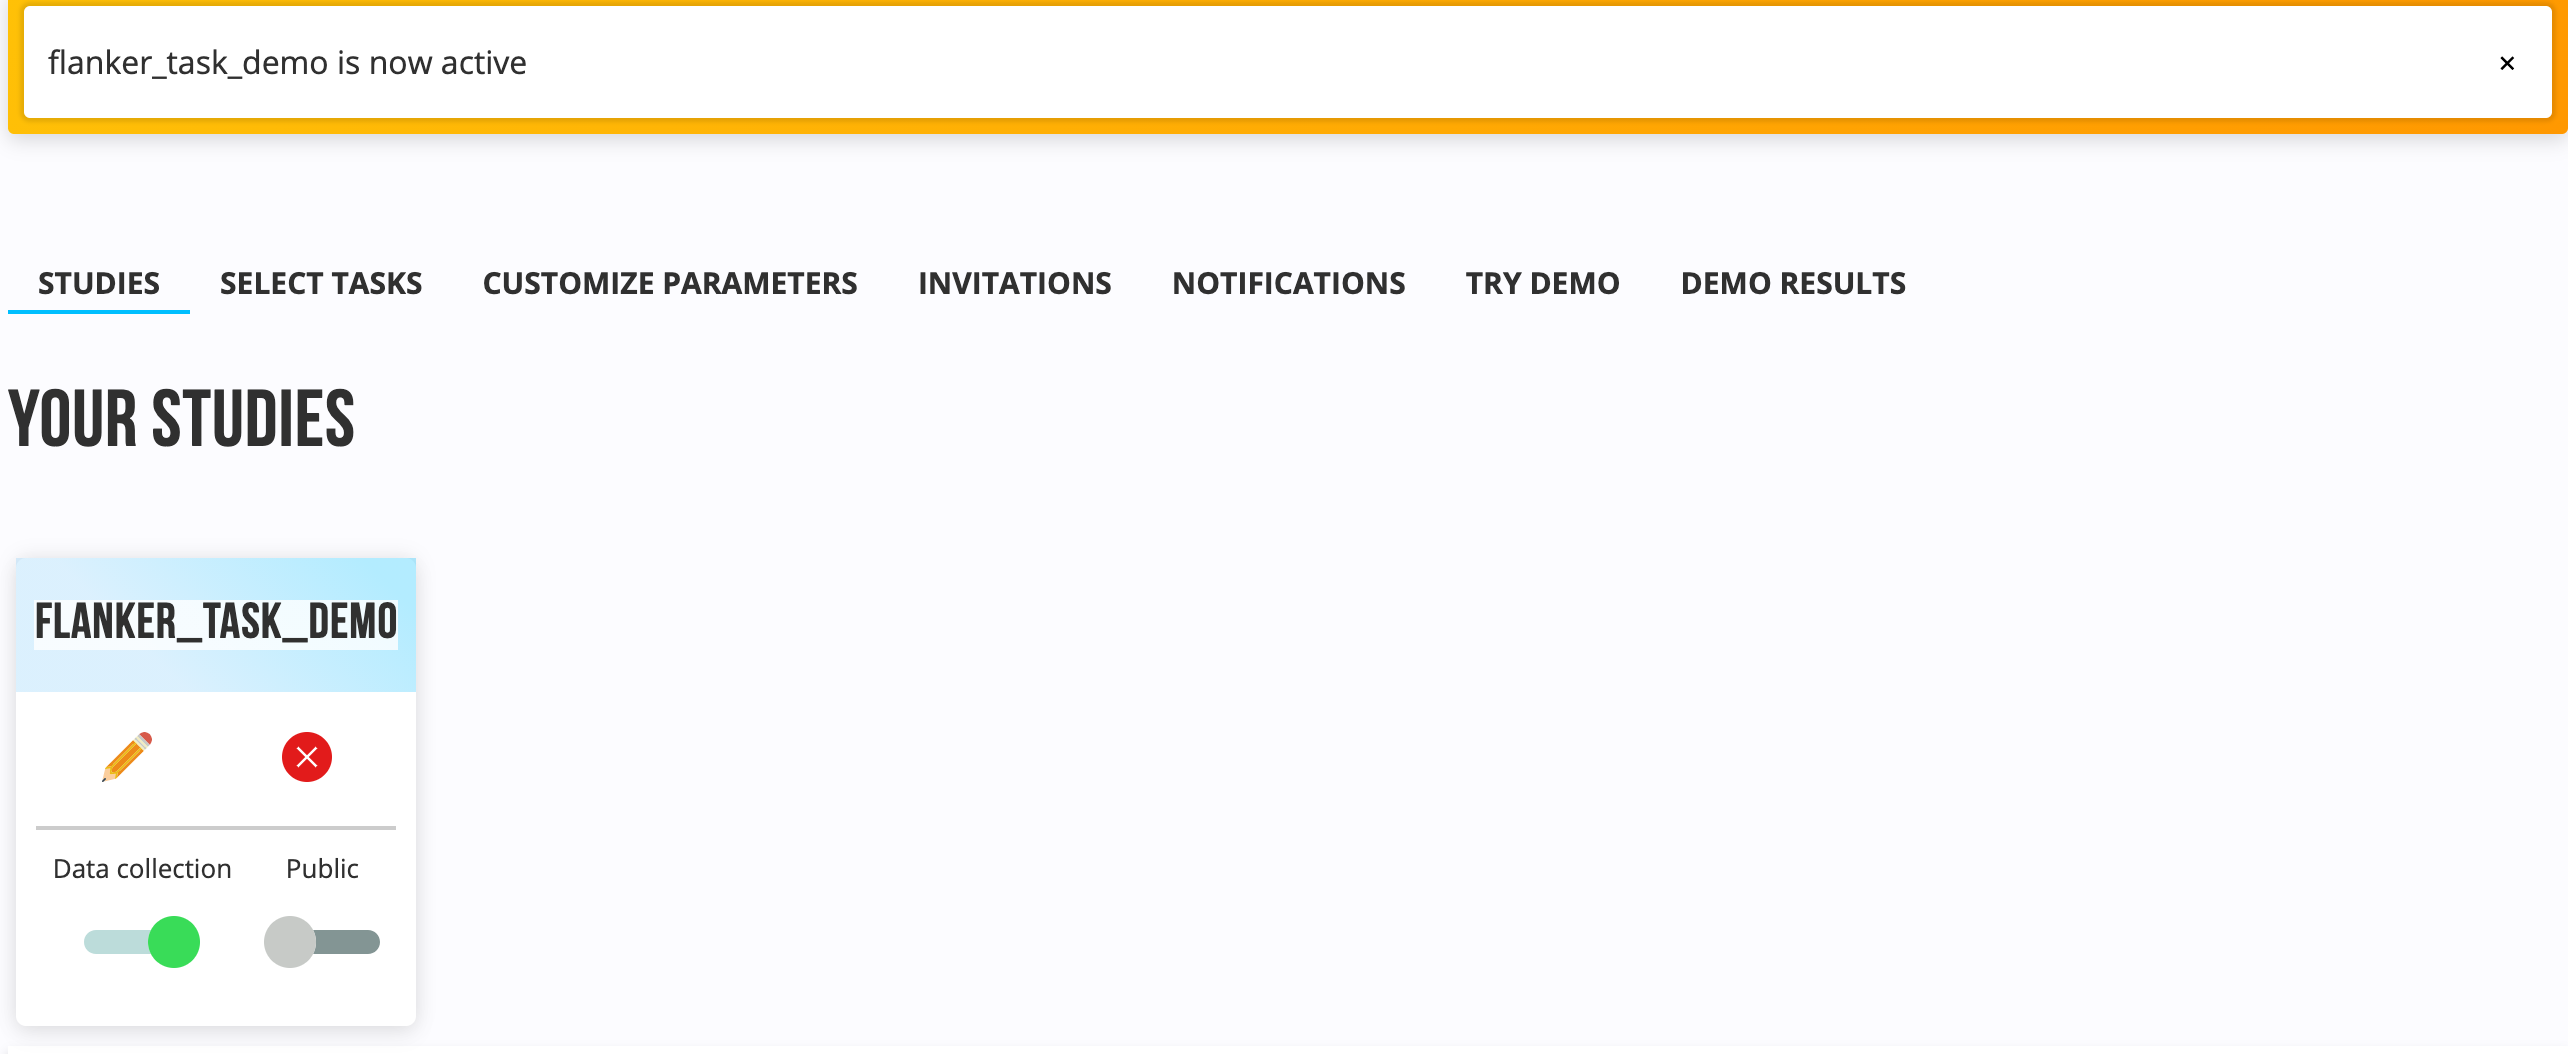 flanker_task_demo is now active
STUDIES SELECT TASKS CUSTOMIZE PARAMETERS INVITATIONS NOTIFICATIONS TRY DEMO DEMO RESULTS
YOUR STUDIES
FLANKER_TASK_DEMO
Data collection Public